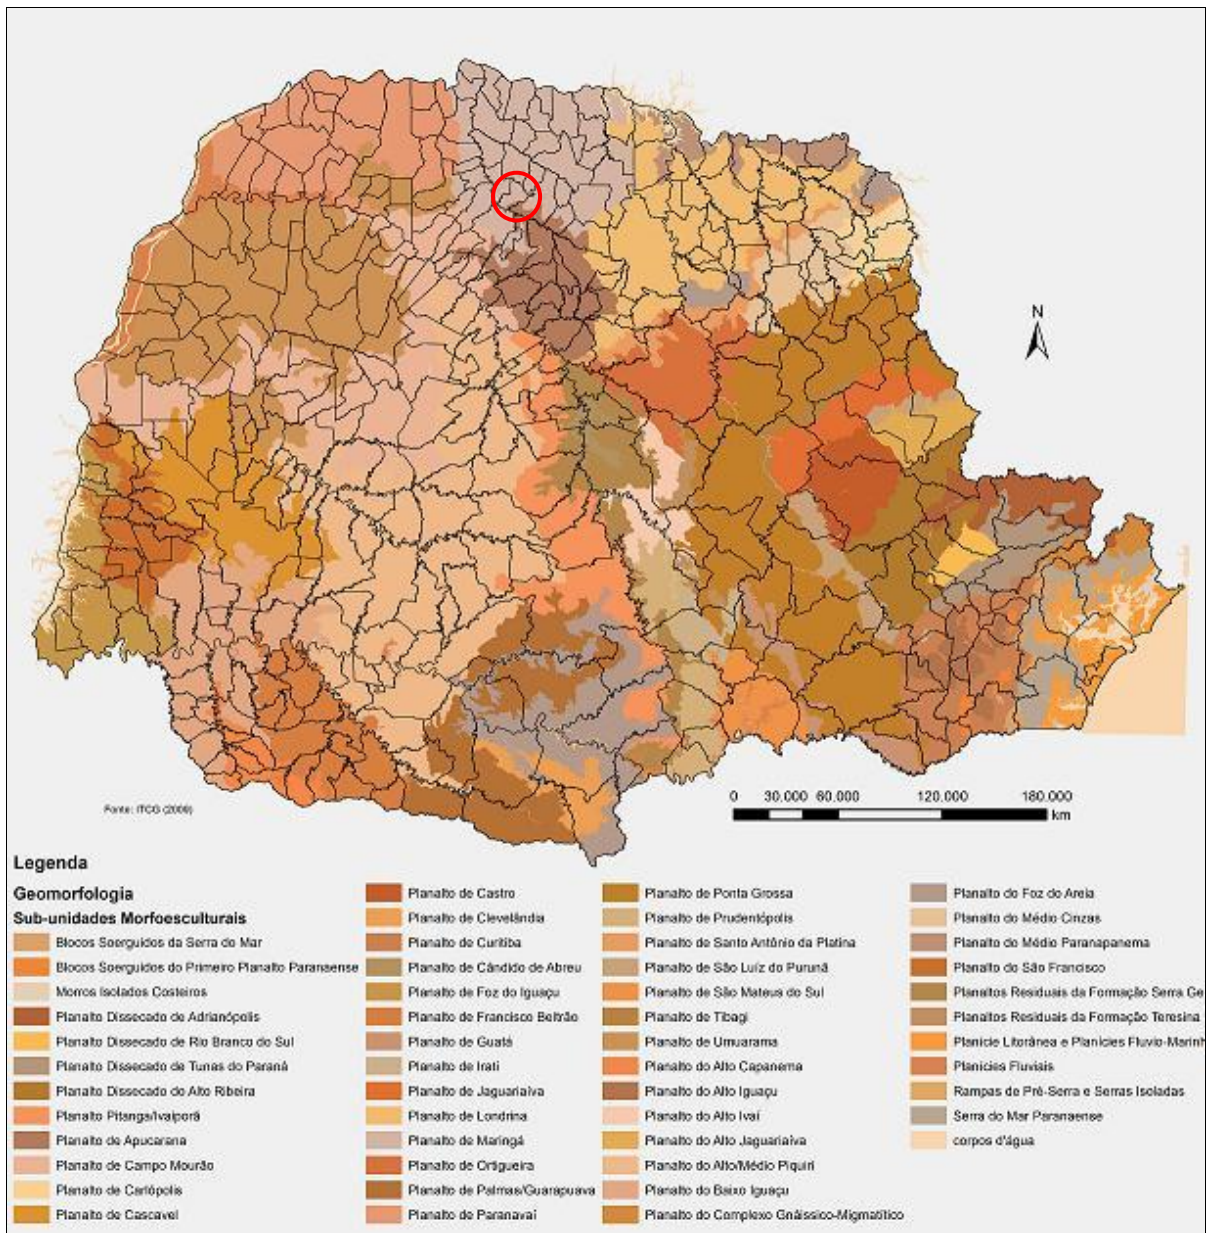 N
0 30.000 60.000 120.000 180.000
km
Fonte: ITCG (2009)
Legenda
Geomorfologia
Sub-unidades Morfoesculturais
Blocos Soerguidos da Serra do Mar
Blocos Soerguidos do Primeiro Planalto Paranaense
Morros Isolados Costeiros
Planalto Dissecado de Adrianópolis
Planalto Dissecado de Rio Branco do Sul
Planalto Dissecado de Tunas do Paraná
Planalto Dissecado do Alto Ribeira
Planalto Pitanga/Ivaiporã
Planalto de Apucarana
Planalto de Campo Mourão
Planalto de Carlópolis
Planalto de Cascavel
Planalto de Castro
Planalto de Clevelândia
Planalto de Curitiba
Planalto de Cândido de Abreu
Planalto de Foz do Iguaçu
Planalto de Francisco Beltrão
Planalto de Guatá
Planalto de Irati
Planalto de Jaguariaíva
Planalto de Londrina
Planalto de Maringá
Planalto de Ortigueira
Planalto de Palmas/Guarapuava
Planalto de Paranavaí
Planalto de Ponta Grossa
Planalto de Prudentópolis
Planalto de Santo Antônio da Platina
Planalto de São Luíz do Purunã
Planalto de São Mateus do Sul
Planalto de Tibagi
Planalto de Umuarama
Planalto do Alto Capanema
Planalto do Alto Iguaçu
Planalto do Alto Ivaí
Planalto do Alto Jaguariaíva
Planalto do Alto/Médio Piquiri
Planalto do Baixo Iguaçu
Planalto do Complexo Gnáissico-Migmatítico
Planalto do Foz do Areia
Planalto do Médio Cinzas
Planalto do Médio Paranapanema
Planalto do São Francisco
Planaltos Residuais da Formação Serra Ge
Planaltos Residuais da Formação Teresina
Planície Litorânea e Planícies Fluvio-Marinh
Planícies Fluviais
Rampas de Pré-Serra e Serras Isoladas
Serra do Mar Paranaense
corpos d'água